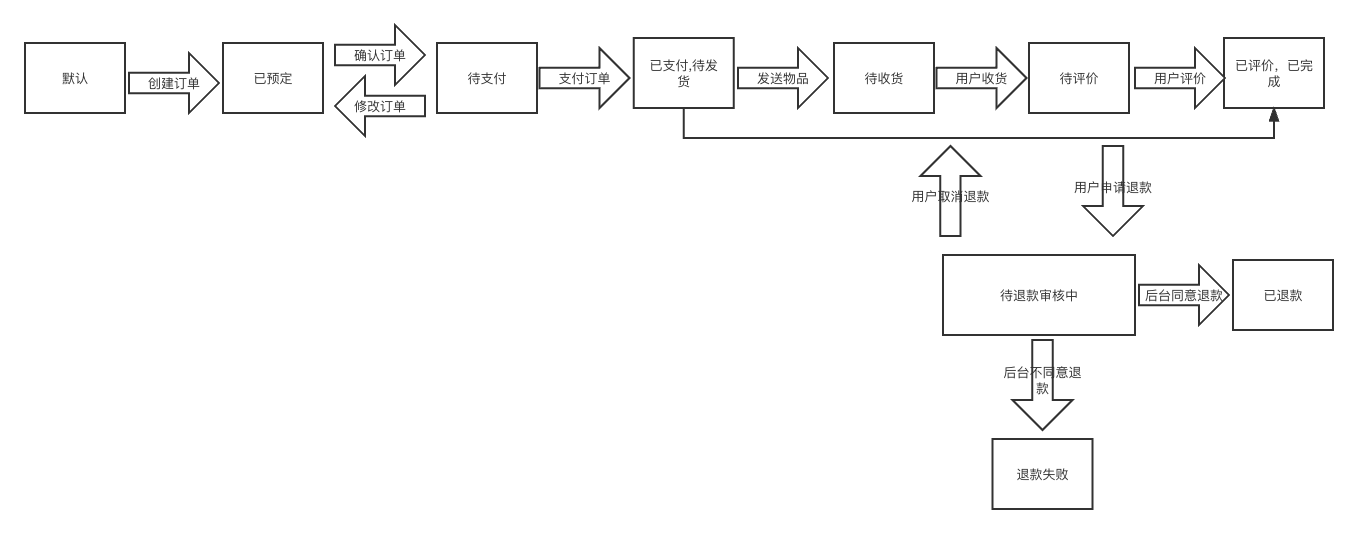 默认
创建订单
已预定
确认订单
修改订单
待支付
支付订单
已支付,待发
货
发送物品
待收货
用户收货
待评价
用户评价
已评价，已完
成
用户取消退款
用户申请退款
待退款审核中
后台同意退款
已退款
后台不同意退
款
退款失败